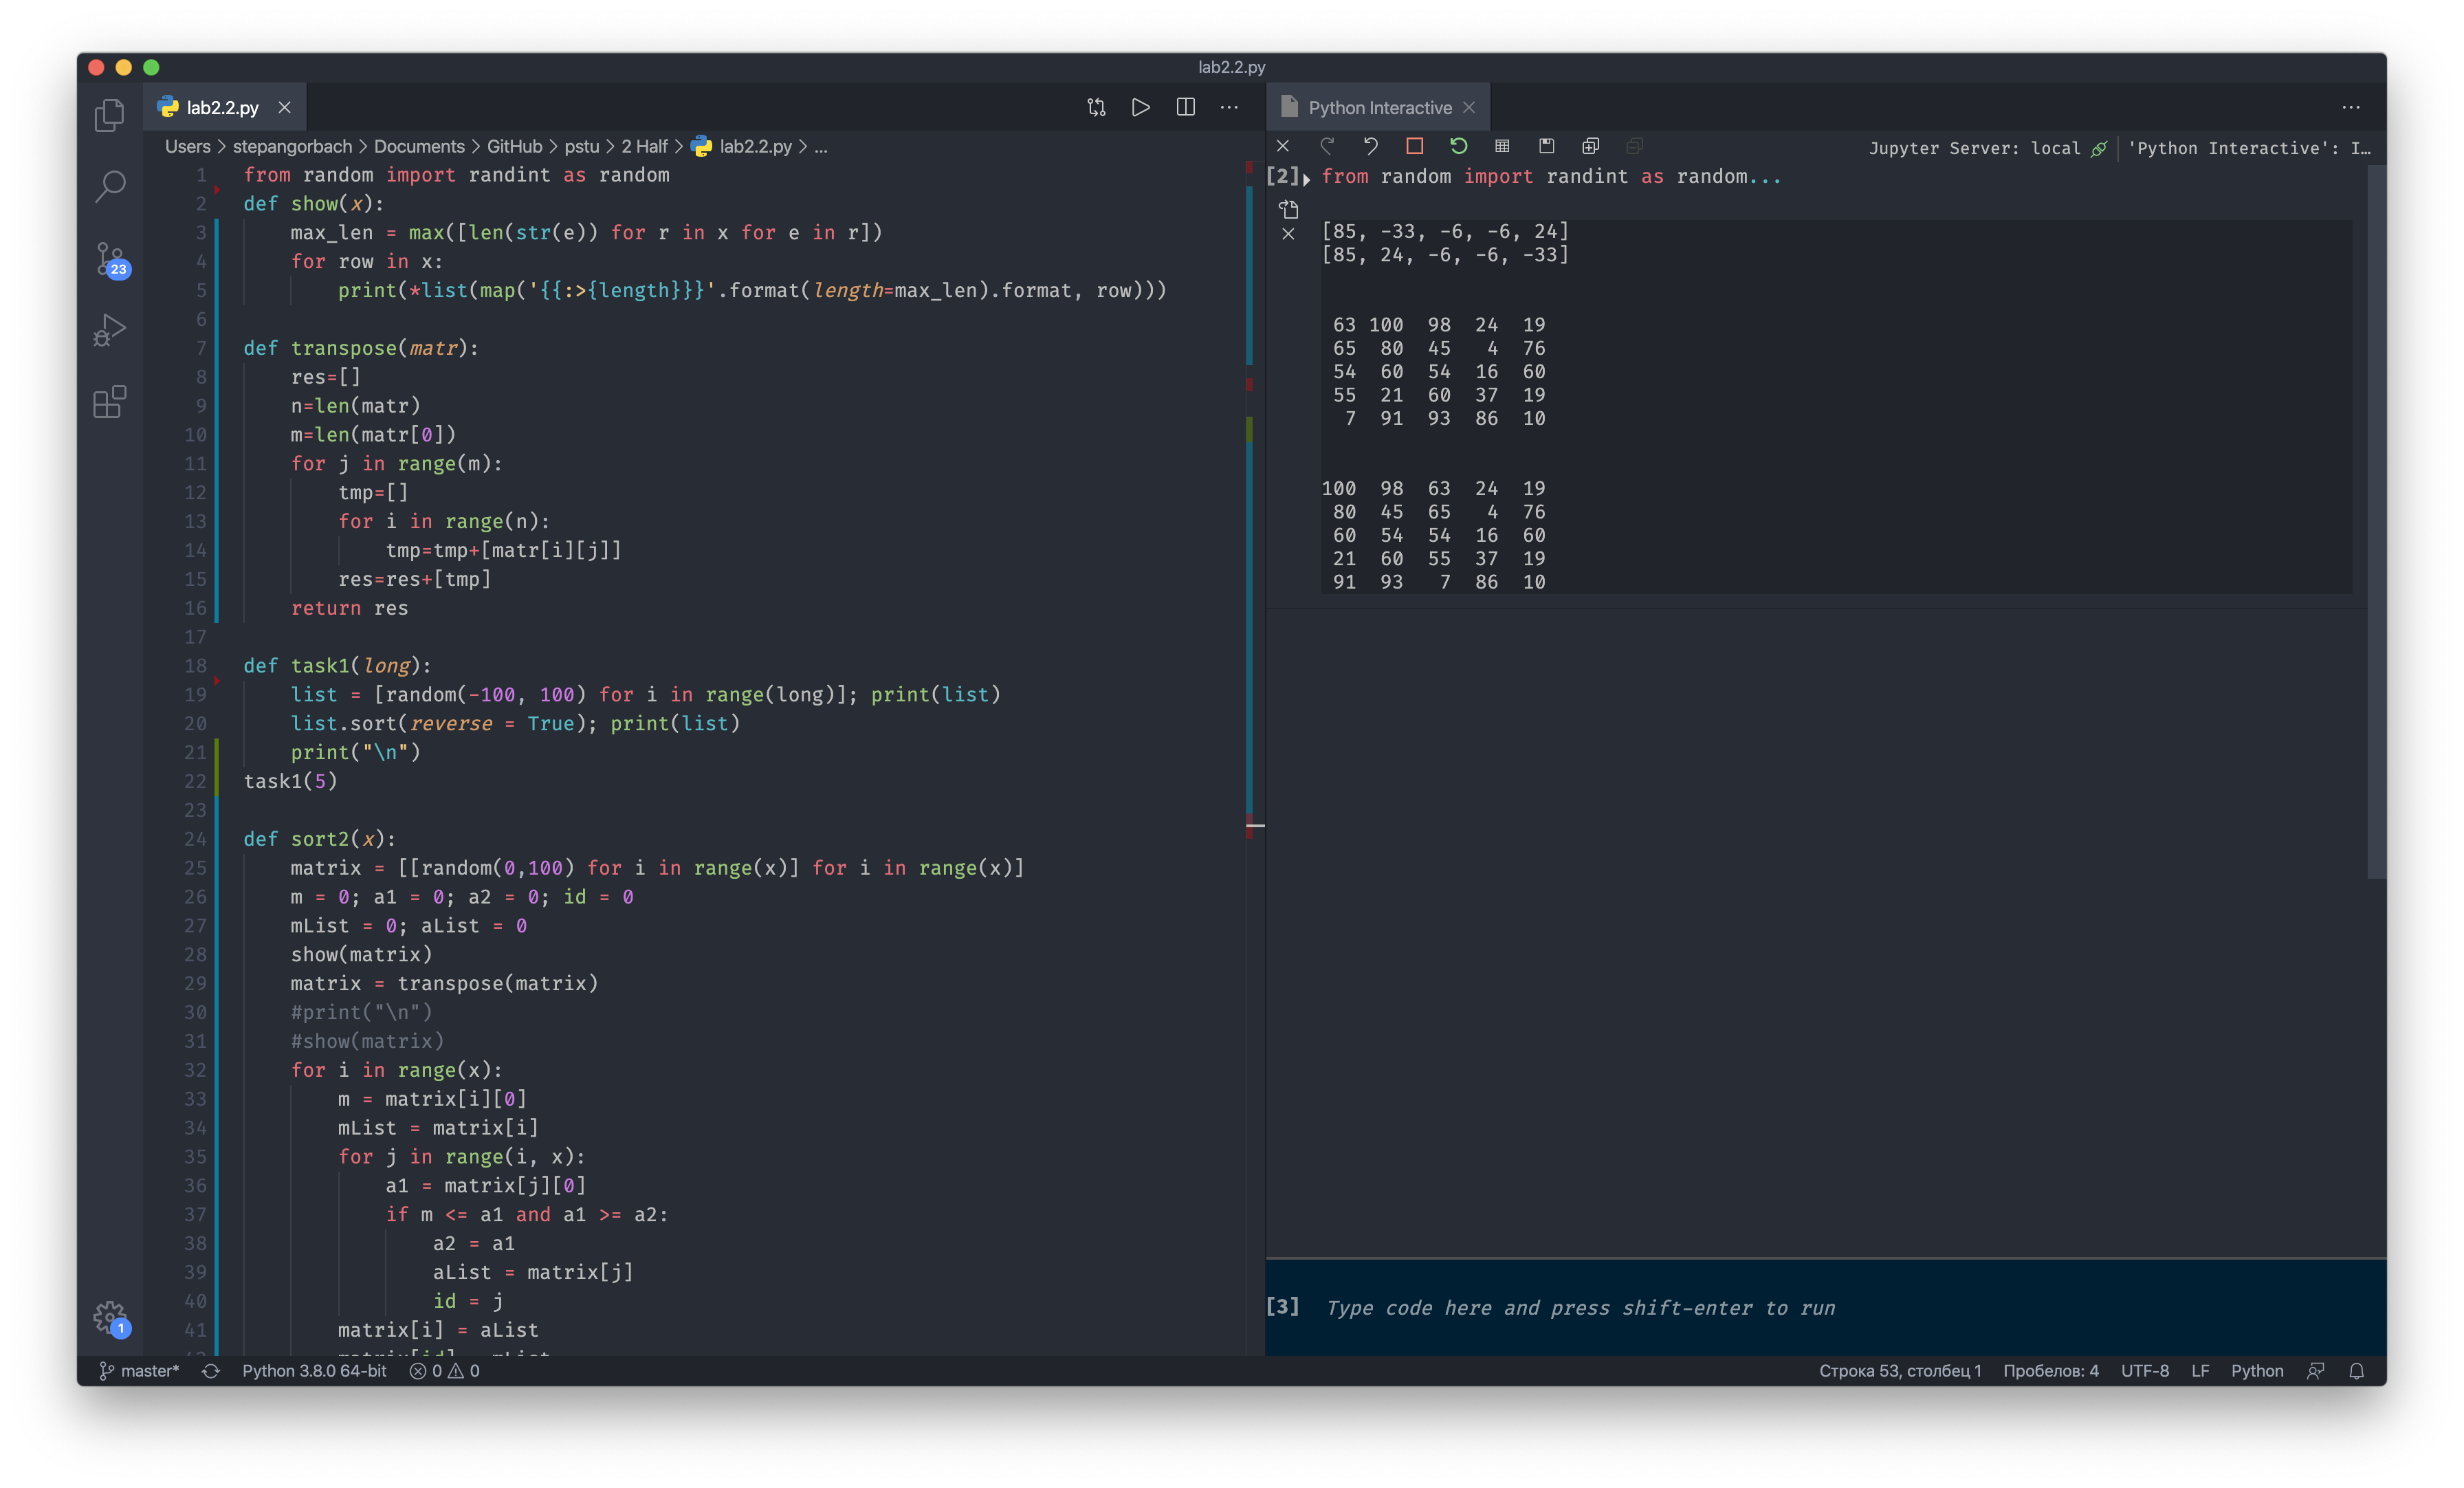 lab2.2.py
lab2.2.py
Python Interactive
Users > stepangorbach > Documents > GitHub > pstu > 2 Half > lab2.2.py > ...
1 from random import randint as random
2 def show(x):
3     max_len = max([len(str(e)) for r in x for e in r])
4     for row in x:
5         print(*list(map('{{:>{length}}}'.format(length=max_len).format, row)))
6
7 def transpose(matr):
8     res=[]
9     n=len(matr)
10     m=len(matr[0])
11     for j in range(m):
12         tmp=[]
13         for i in range(n):
14             tmp=tmp+[matr[i][j]]
15         res=res+[tmp]
16     return res
17
18 def task1(long):
19     list = [random(-100, 100) for i in range(long)]; print(list)
20     list.sort(reverse = True); print(list)
21     print("\n")
22 task1(5)
23
24 def sort2(x):
25     matrix = [[random(0,100) for i in range(x)] for i in range(x)]
26     m = 0; a1 = 0; a2 = 0; id = 0
27     mList = 0; aList = 0
28     show(matrix)
29     matrix = transpose(matrix)
30     #print("\n")
31     #show(matrix)
32     for i in range(x):
33         m = matrix[i][0]
34         mList = matrix[i]
35         for j in range(i, x):
36             a1 = matrix[j][0]
37             if m <= a1 and a1 >= a2:
38                 a2 = a1
39                 aList = matrix[j]
40                 id = j
41         matrix[i] = aList
Jupyter Server: local 'Python Interactive': I...
[2] from random import randint as random...
[85, -33, -6, -6, 24]
[85, 24, -6, -6, -33]
63 100 98 24 19
65 80 45 4 76
54 60 54 16 60
55 21 60 37 19
7 91 93 86 10
100 98 63 24 19
80 45 65 4 76
60 54 54 16 60
21 60 55 37 19
91 93 7 86 10
[3] Type code here and press shift-enter to run
23
1
master* Python 3.8.0 64-bit 0 0 Строка 53, столбец 1 Пробелов: 4 UTF-8 LF Python